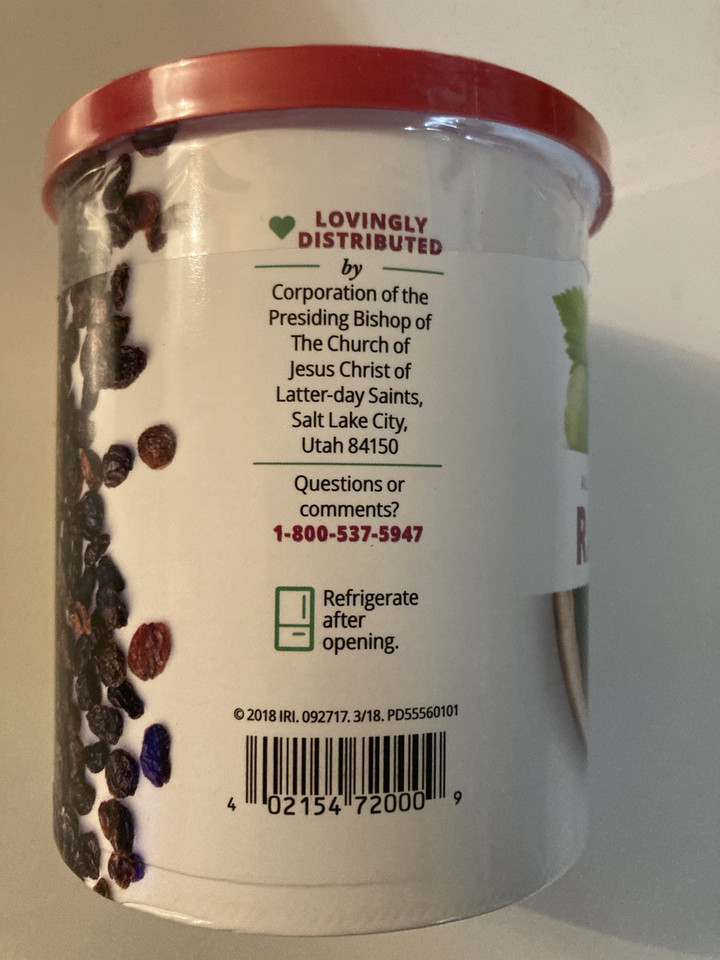 LOVINGLY
DISTRIBUTED
by
Corporation of the
Presiding Bishop of
The Church of
Jesus Christ of
Latter-day Saints,
Salt Lake City,
Utah 84150
Questions or
comments?
1-800-537-5947
Refrigerate
after
opening.
© 2018 IRI. 092717. 3/18. PD55560101
4 02154 72000 9